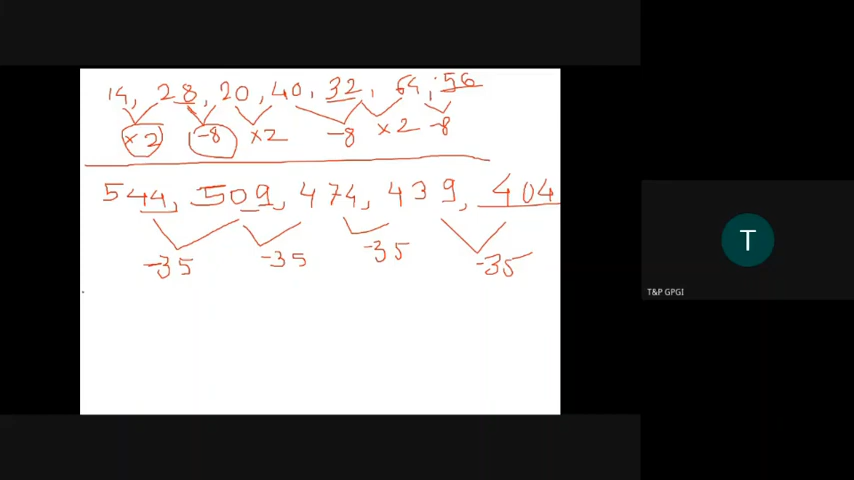 14, 28, 20, 40, 32, 64, 56
×2 -8 ×2 -8 ×2 -8
544, 509, 474, 439, 404
-35 -35 -35 -35
T
T&P GPGI